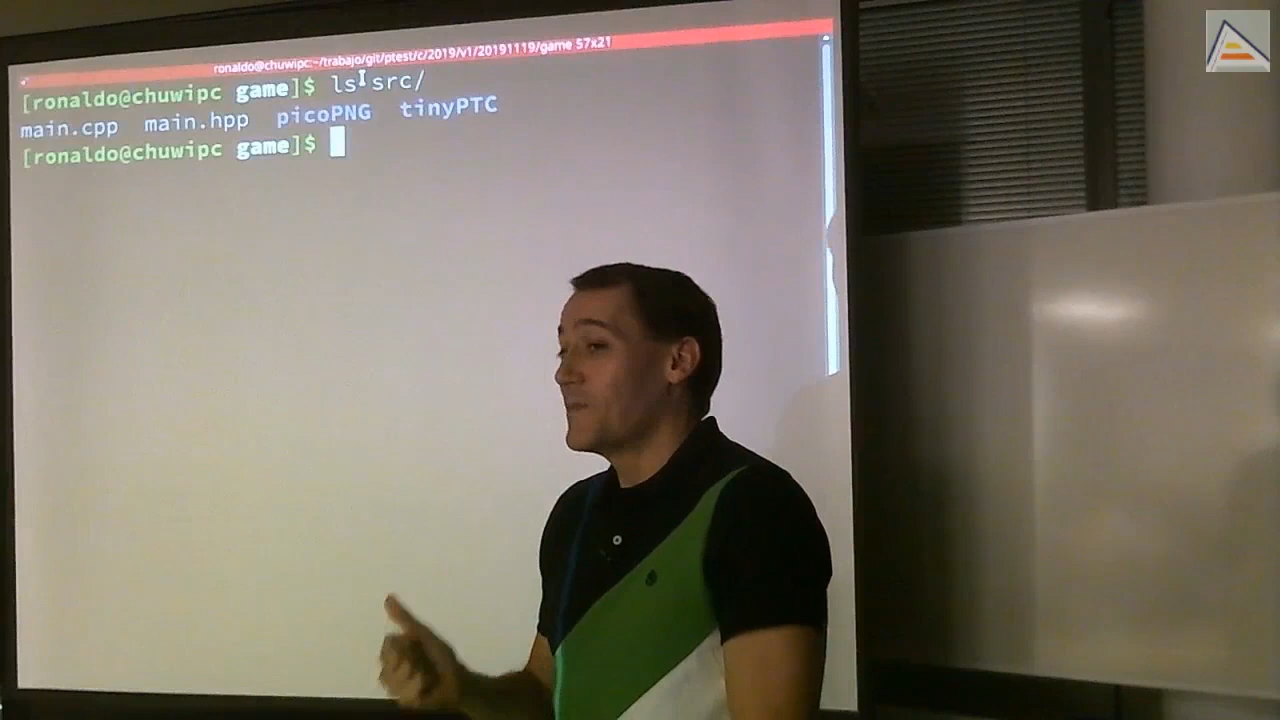 ronaldo@chuwipc:~/trabajo/git/ptest/c/2019/v1/20191119/game 57x21
[ronaldo@chuwipc game]$ ls src/
main.cpp main.hpp picoPNG tinyPTC
[ronaldo@chuwipc game]$